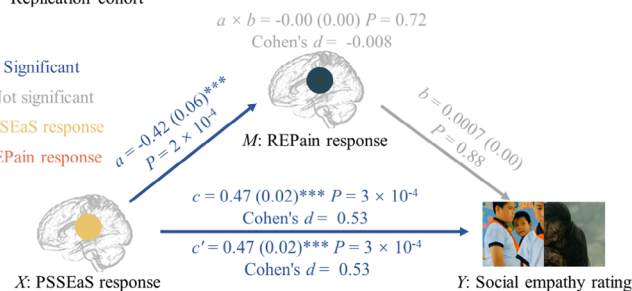 Replication cohort
a × b = -0.00 (0.00) P = 0.72
Cohen's d = -0.008
Significant
Not significant
PSSEaS response
REPain response
a = -0.42 (0.06)***
P = 2 × 10⁻⁴
M: REPain response
b = 0.0007 (0.00)
P = 0.88
c = 0.47 (0.02)*** P = 3 × 10⁻⁴
Cohen's d = 0.53
c′ = 0.47 (0.02)*** P = 3 × 10⁻⁴
Cohen's d = 0.53
X: PSSEaS response
Y: Social empathy rating